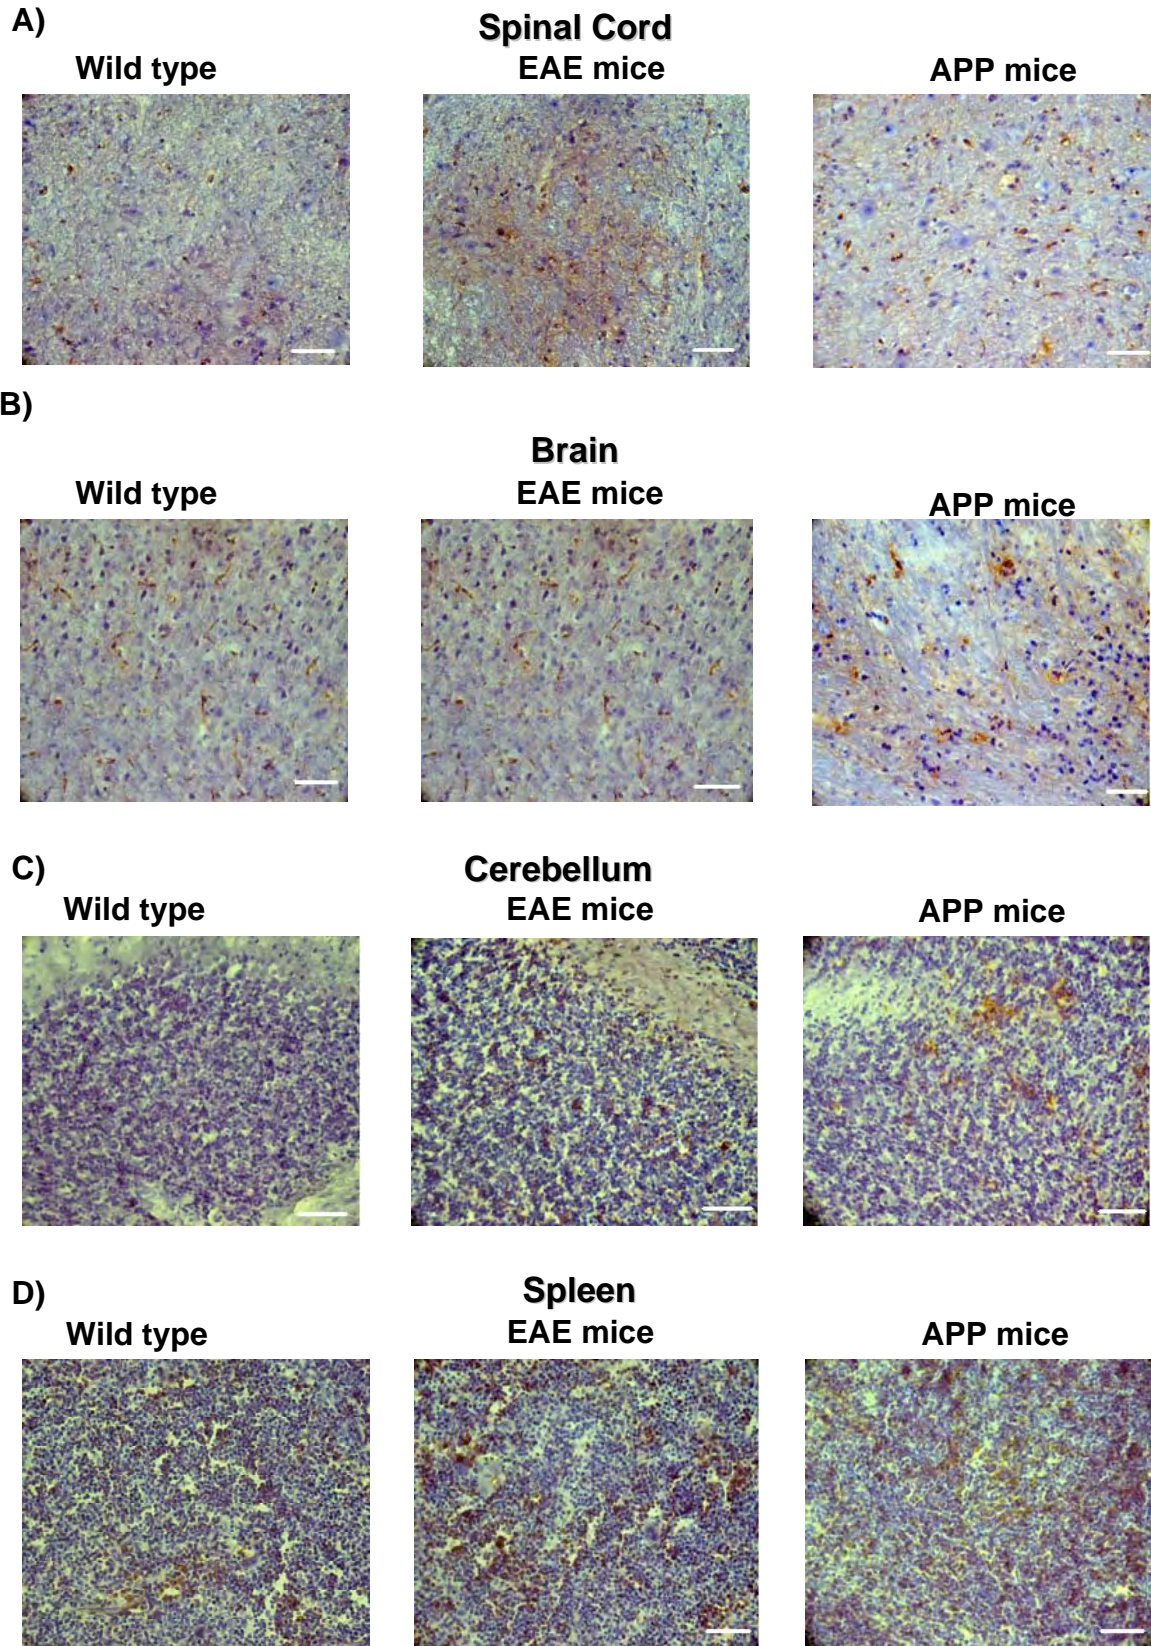 A)
Spinal Cord
Wild type
EAE mice
APP mice
B)
Brain
Wild type
EAE mice
APP mice
C)
Cerebellum
Wild type
EAE mice
APP mice
D)
Spleen
Wild type
EAE mice
APP mice